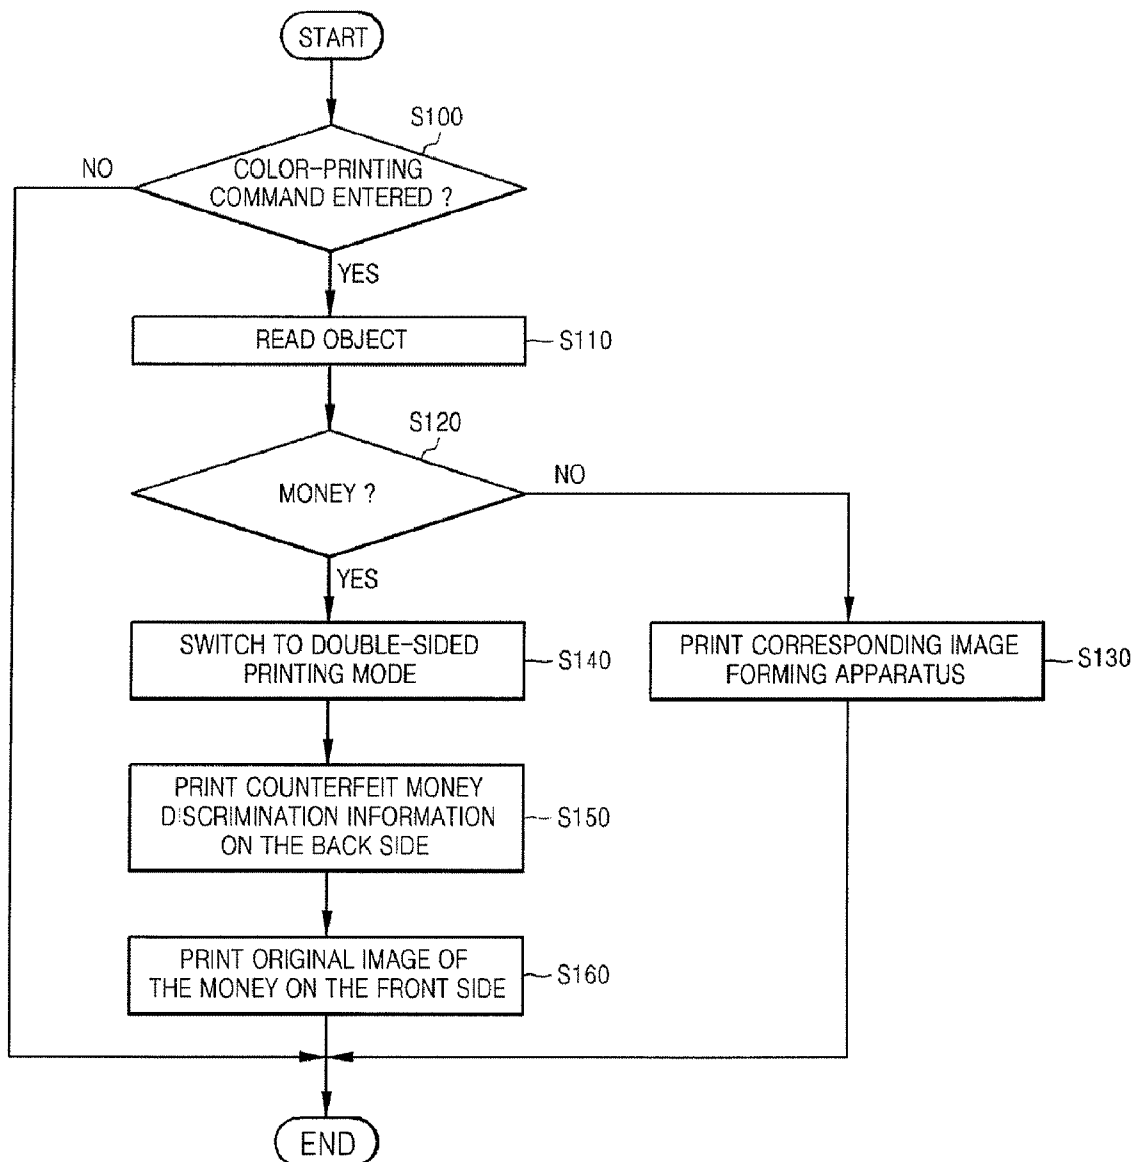 START
S100
NO
COLOR-PRINTING
COMMAND ENTERED ?
YES
READ OBJECT
S110
S120
MONEY ?
NO
YES
SWITCH TO DOUBLE-SIDED
PRINTING MODE
S140
PRINT CORRESPONDING IMAGE
FORMING APPARATUS
S130
PRINT COUNTERFEIT MONEY
DISCRIMINATION INFORMATION
ON THE BACK SIDE
S150
PRINT ORIGINAL IMAGE OF
THE MONEY ON THE FRONT SIDE
S160
END